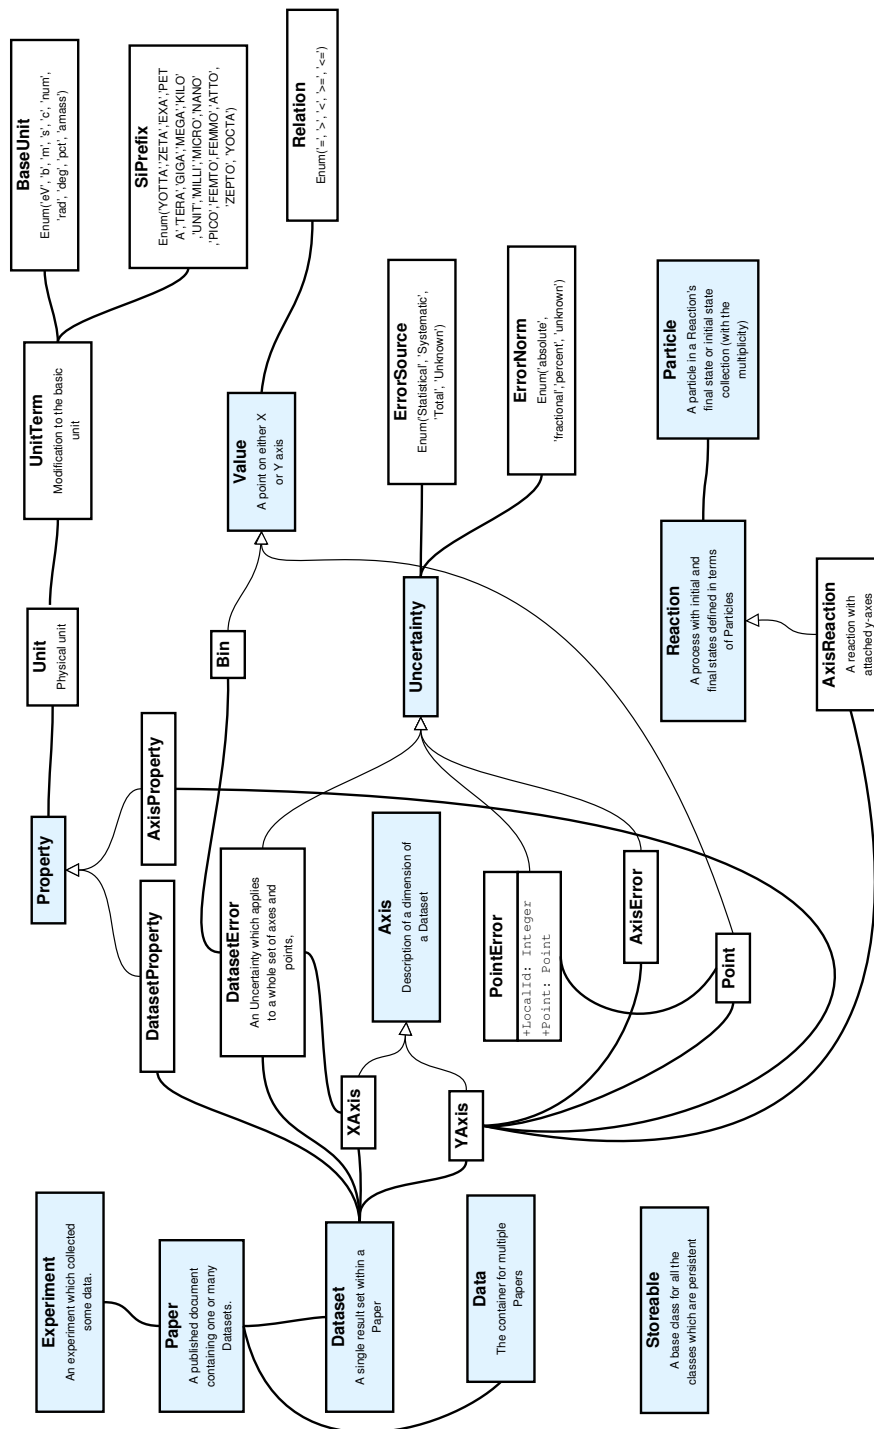 Experiment
An experiment which collected
some data.
Paper
A published document
containing one or many
Datasets.
Dataset
A single result set within a
Paper
Data
The container for multiple
Papers
Storeable
A base class for all the
classes which are persistent
DatasetProperty
DatasetError
An Uncertainty which applies
to a whole set of axes and
points,
XAxis
YAxis
Axis
Description of a dimension of
a Dataset
PointError
+LocalId: Integer
+Point: Point
AxisError
Point
Property
AxisProperty
Unit
Physical unit
Bin
Uncertainty
Reaction
A process with initial and
final states defined in terms
of Particles
AxisReaction
A reaction with
attached y-axes
UnitTerm
Modification to the basic
unit
Value
A point on either X
or Y axis
ErrorSource
Enum('Statistical', 'Systematic',
'Total', 'Unknown')
ErrorNorm
Enum('absolute',
'fractional','percent', 'unknown')
Particle
A particle in a Reaction's
final state or initial state
collection (with the
multiplicity)
BaseUnit
Enum('eV', 'b', 'm', 's', 'c', 'num',
'rad', 'deg', 'pct', 'amass')
SiPrefix
Enum('YOTTA','ZETA','EXA','PET
A','TERA','GIGA','MEGA','KILO'
,'UNIT','MILLI','MICRO','NANO'
,'PICO','FEMTO',FEMMO','ATTO',
'ZEPTO', 'YOCTA')
Relation
Enum('=', '>', '<', '>=', '<=')